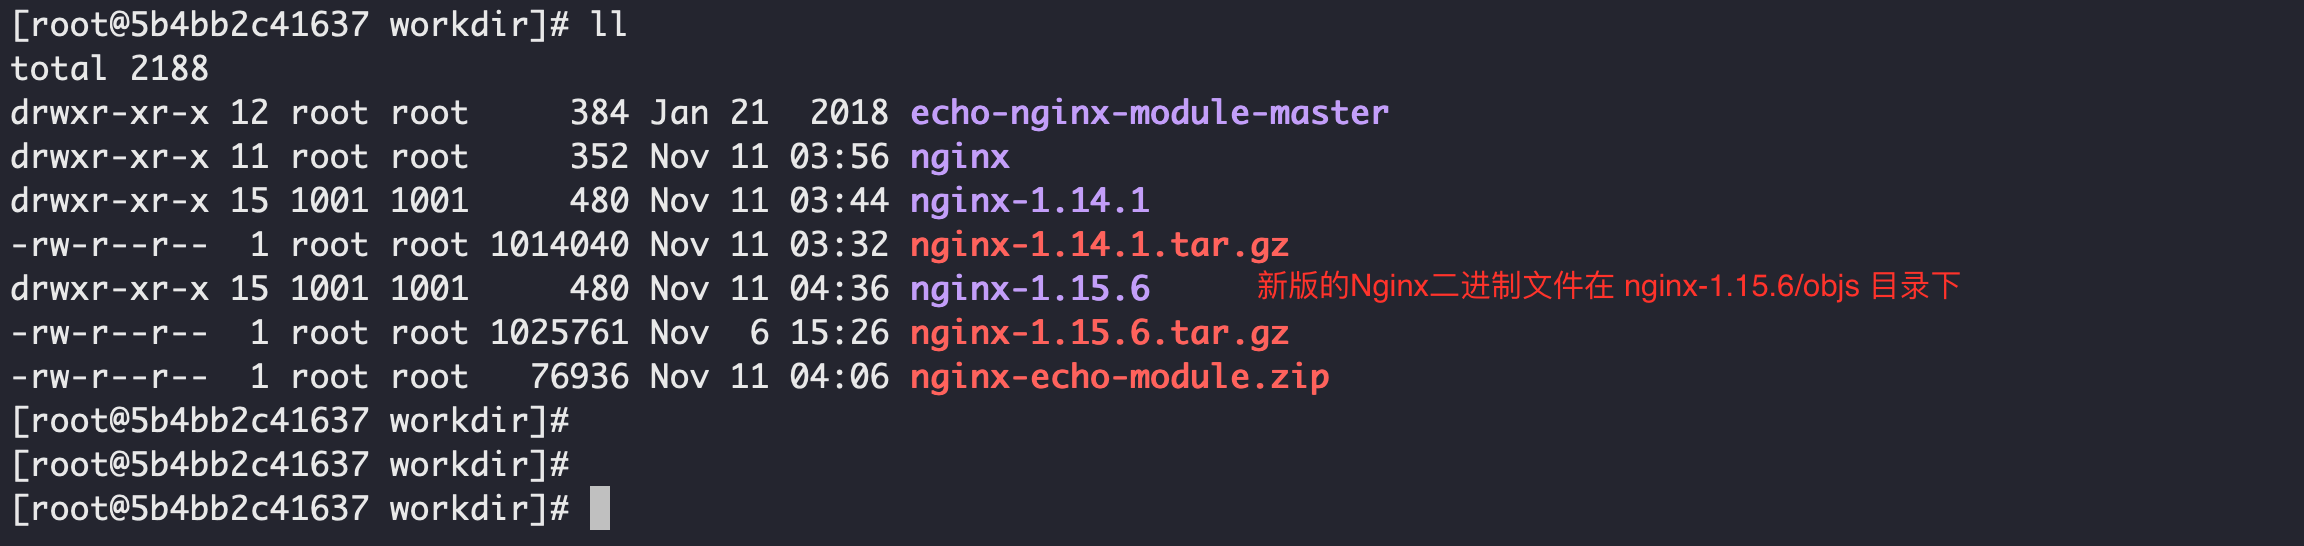 [root@5b4bb2c41637 workdir]# ll
total 2188
drwxr-xr-x 12 root root     384 Jan 21  2018 echo-nginx-module-master
drwxr-xr-x 11 root root     352 Nov 11 03:56 nginx
drwxr-xr-x 15 1001 1001     480 Nov 11 03:44 nginx-1.14.1
-rw-r--r--  1 root root 1014040 Nov 11 03:32 nginx-1.14.1.tar.gz
drwxr-xr-x 15 1001 1001     480 Nov 11 04:36 nginx-1.15.6 新版的Nginx二进制文件在 nginx-1.15.6/objs 目录下
-rw-r--r--  1 root root 1025761 Nov  6 15:26 nginx-1.15.6.tar.gz
-rw-r--r--  1 root root   76936 Nov 11 04:06 nginx-echo-module.zip
[root@5b4bb2c41637 workdir]#
[root@5b4bb2c41637 workdir]#
[root@5b4bb2c41637 workdir]#